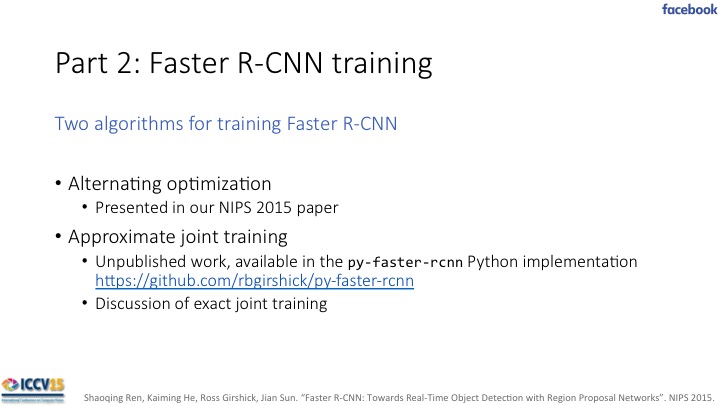 facebook
Part 2: Faster R-CNN training
Two algorithms for training Faster R-CNN
• Alternating optimization
• Presented in our NIPS 2015 paper
• Approximate joint training
• Unpublished work, available in the py-faster-rcnn Python implementation
https://github.com/rbgirshick/py-faster-rcnn
• Discussion of exact joint training
ICCV15
Shaoqing Ren, Kaiming He, Ross Girshick, Jian Sun. “Faster R-CNN: Towards Real-Time Object Detection with Region Proposal Networks”. NIPS 2015.